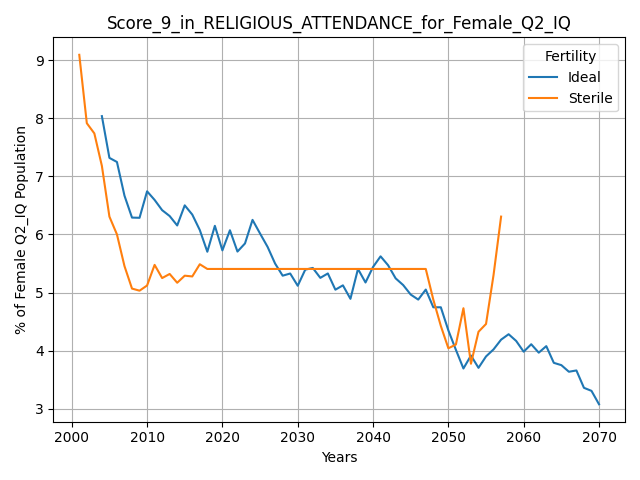 Score_9_in_RELIGIOUS_ATTENDANCE_for_Female_Q2_IQ
Fertility
Ideal
Sterile
% of Female Q2_IQ Population
9
8
7
6
5
4
3
2000 2010 2020 2030 2040 2050 2060 2070
Years